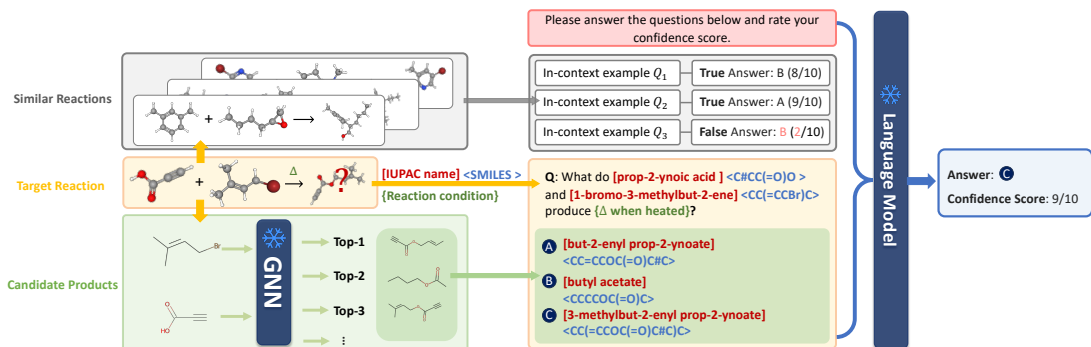 Please answer the questions below and rate your
confidence score.
Similar Reactions
+
In-context example Q₁
True Answer: B (8/10)
In-context example Q₂
True Answer: A (9/10)
In-context example Q₃
False Answer: B (2/10)
Target Reaction
+
Δ
?
[IUPAC name] <SMILES >
{Reaction condition}
Q: What do [prop-2-ynoic acid ] <C#CC(=O)O >
and [1-bromo-3-methylbut-2-ene] <CC(=CCBr)C>
produce {Δ when heated}?
Candidate Products
Br
HO
O
GNN
Top-1
Top-2
Top-3
⋮
A [but-2-enyl prop-2-ynoate]
<CC=CCOC(=O)C#C>
B [butyl acetate]
<CCCCOC(=O)C>
C [3-methylbut-2-enyl prop-2-ynoate]
<CC(=CCOC(=O)C#C)C>
Language Model
Answer: C
Confidence Score: 9/10